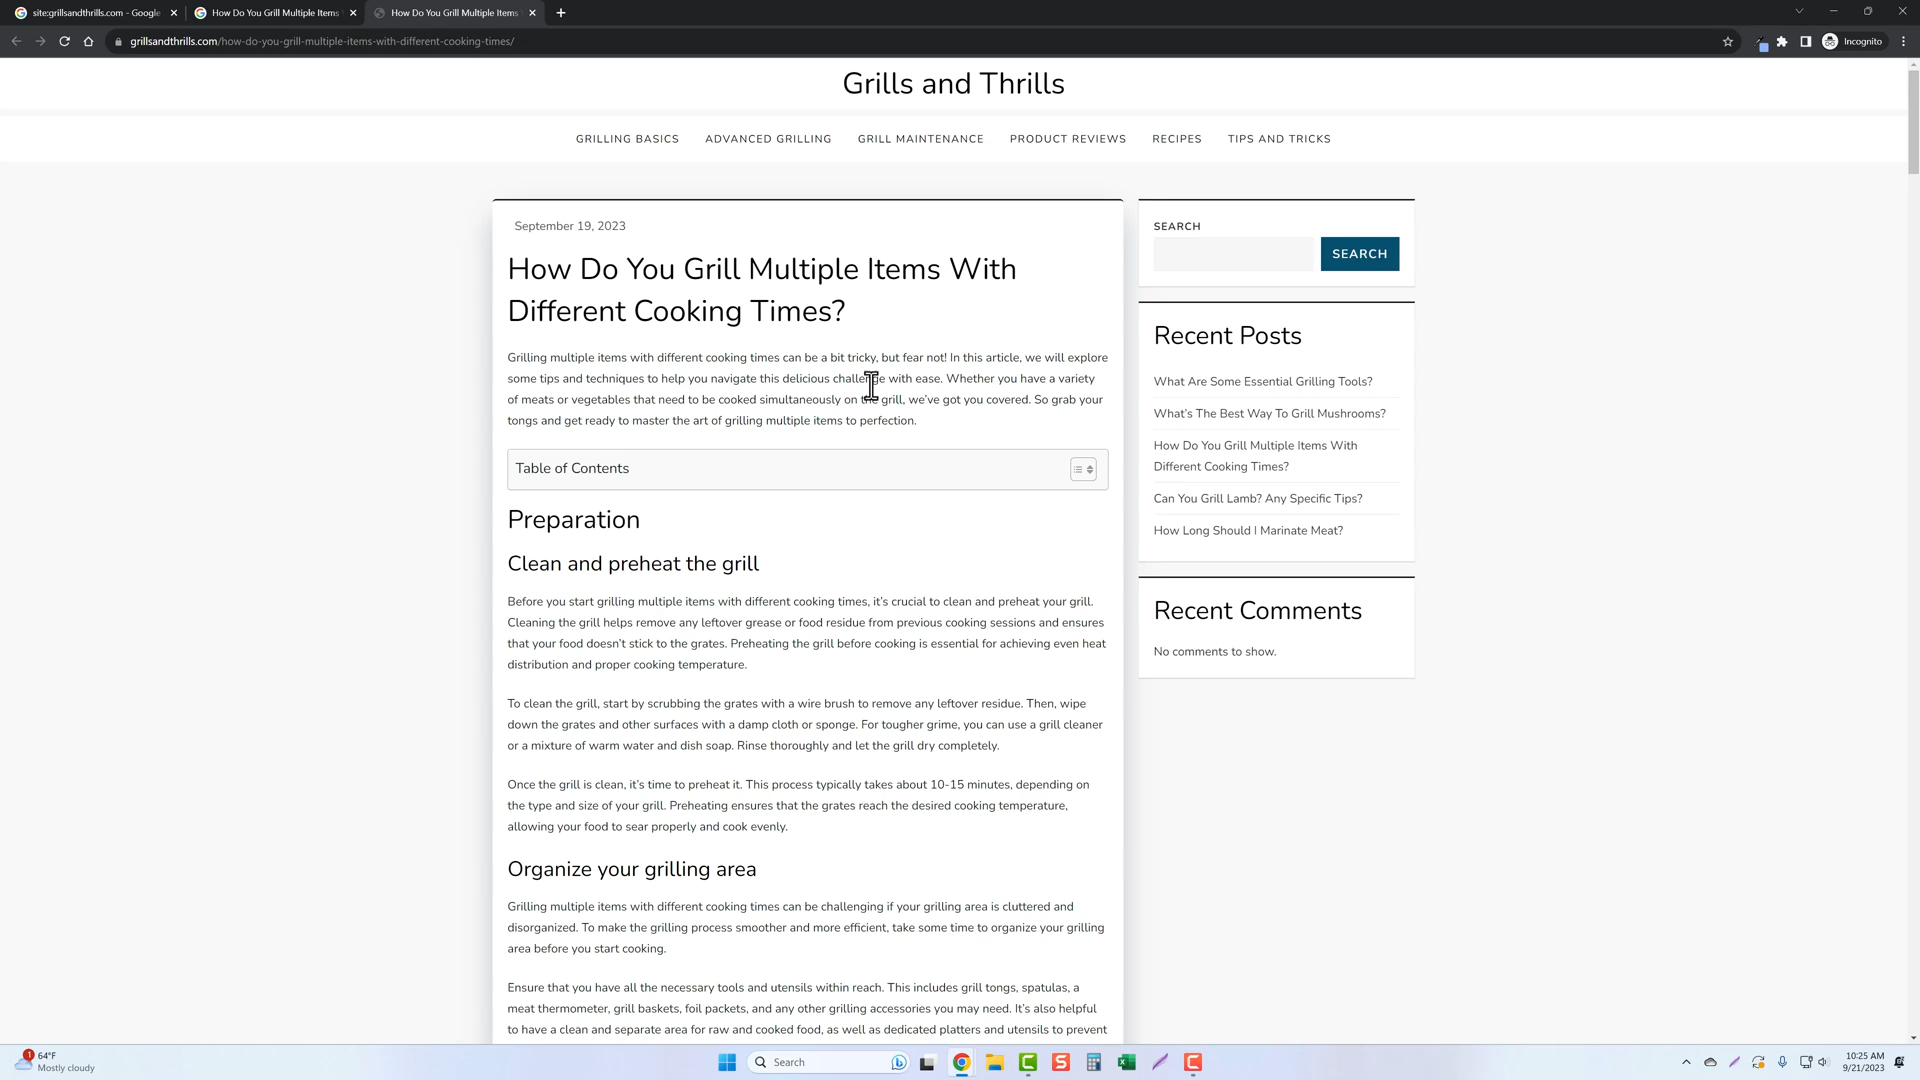 site:grillsandthrills.com - Google
How Do You Grill Multiple Items
How Do You Grill Multiple Items
grillsandthrills.com/how-do-you-grill-multiple-items-with-different-cooking-times/
Incognito
Grills and Thrills
GRILLING BASICS ADVANCED GRILLING GRILL MAINTENANCE PRODUCT REVIEWS RECIPES TIPS AND TRICKS
September 19, 2023
How Do You Grill Multiple Items With
Different Cooking Times?
Grilling multiple items with different cooking times can be a bit tricky, but fear not! In this article, we will explore
some tips and techniques to help you navigate this delicious challenge with ease. Whether you have a variety
of meats or vegetables that need to be cooked simultaneously on the grill, we've got you covered. So grab your
tongs and get ready to master the art of grilling multiple items to perfection.
Table of Contents
Preparation
Clean and preheat the grill
Before you start grilling multiple items with different cooking times, it's crucial to clean and preheat your grill.
Cleaning the grill helps remove any leftover grease or food residue from previous cooking sessions and ensures
that your food doesn't stick to the grates. Preheating the grill before cooking is essential for achieving even heat
distribution and proper cooking temperature.
To clean the grill, start by scrubbing the grates with a wire brush to remove any leftover residue. Then, wipe
down the grates and other surfaces with a damp cloth or sponge. For tougher grime, you can use a grill cleaner
or a mixture of warm water and dish soap. Rinse thoroughly and let the grill dry completely.
Once the grill is clean, it's time to preheat it. This process typically takes about 10-15 minutes, depending on
the type and size of your grill. Preheating ensures that the grates reach the desired cooking temperature,
allowing your food to sear properly and cook evenly.
Organize your grilling area
Grilling multiple items with different cooking times can be challenging if your grilling area is cluttered and
disorganized. To make the grilling process smoother and more efficient, take some time to organize your grilling
area before you start cooking.
Ensure that you have all the necessary tools and utensils within reach. This includes grill tongs, spatulas, a
meat thermometer, grill baskets, foil packets, and any other grilling accessories you may need. It's also helpful
to have a clean and separate area for raw and cooked food, as well as dedicated platters and utensils to prevent
SEARCH
SEARCH
Recent Posts
What Are Some Essential Grilling Tools?
What's The Best Way To Grill Mushrooms?
How Do You Grill Multiple Items With
Different Cooking Times?
Can You Grill Lamb? Any Specific Tips?
How Long Should I Marinate Meat?
Recent Comments
No comments to show.
1
64°F
Mostly cloudy
Search
10:25 AM
9/21/2023